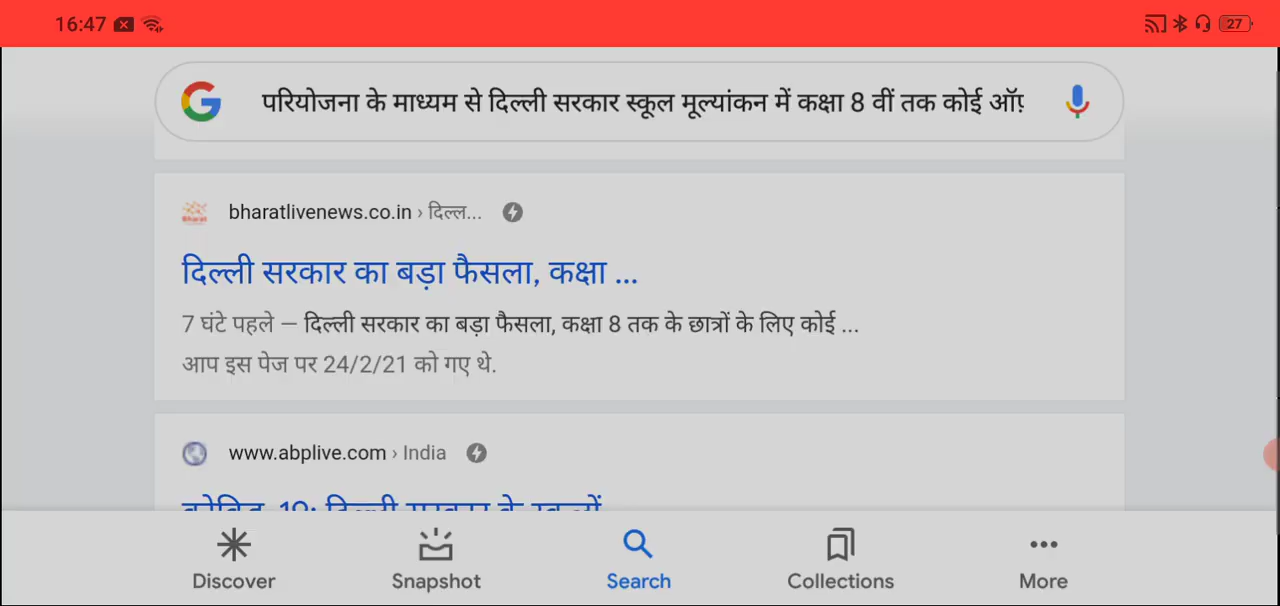 16:47
27
परियोजना के माध्यम से दिल्ली सरकार स्कूल मूल्यांकन में कक्षा 8 वीं तक कोई
bharatlivenews.co.in › दिल्ल...
दिल्ली सरकार का बड़ा फैसला, कक्षा ...
7 घंटे पहले — दिल्ली सरकार का बड़ा फैसला, कक्षा 8 तक के छात्रों के लिए कोई ...
आप इस पेज पर 24/2/21 को गए थे.
www.abplive.com › India
कोविड-19: दिल्ली सरकार के स्कूलों
Discover
Snapshot
Search
Collections
More